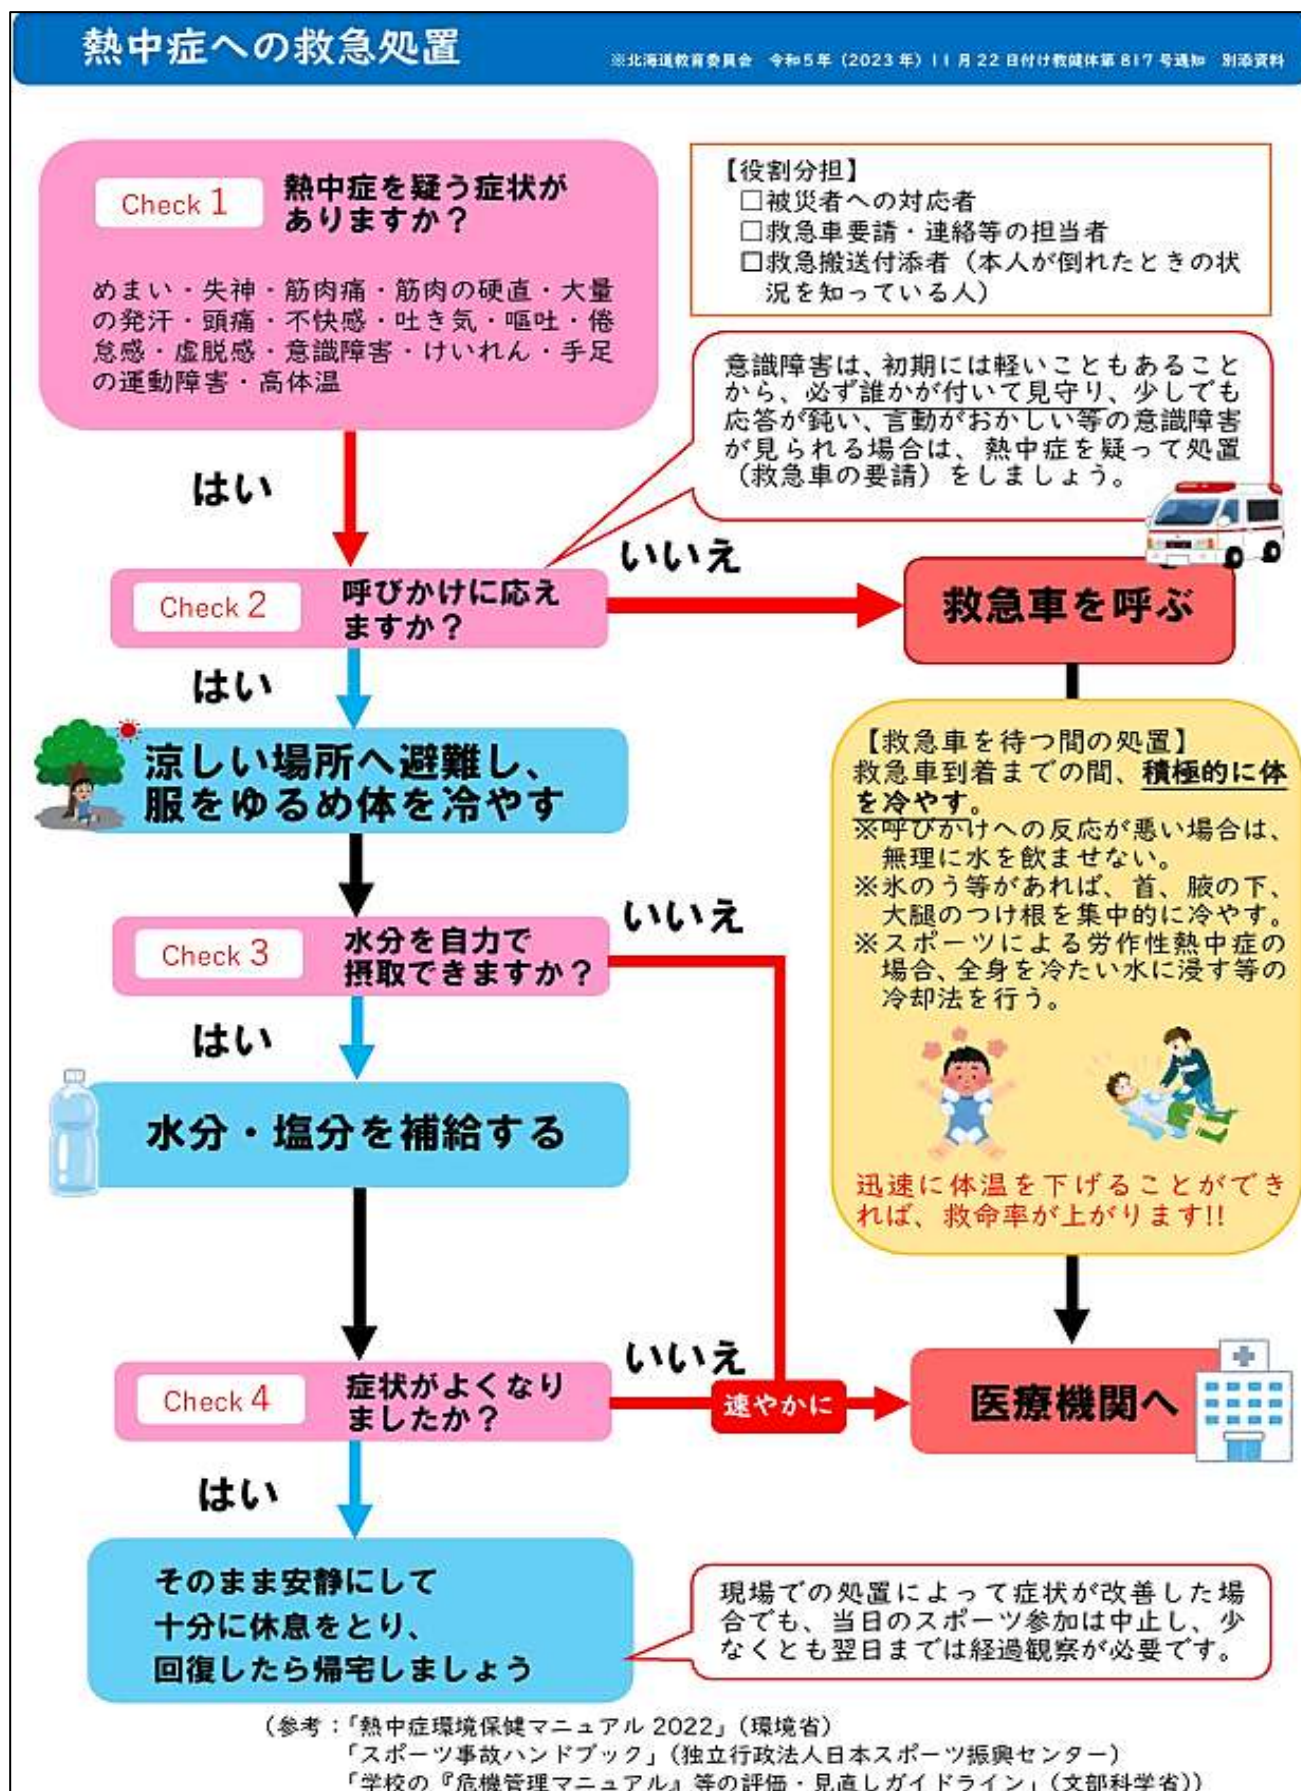 熱中症への救急処置
※北海道教育委員会　令和5年（2023年）11月22日付け教健体第817号通知　別添資料
Check 1
熱中症を疑う症状が
ありますか？
めまい・失神・筋肉痛・筋肉の硬直・大量
の発汗・頭痛・不快感・吐き気・嘔吐・倦
怠感・虚脱感・意識障害・けいれん・手足
の運動障害・高体温
【役割分担】
□被災者への対応者
□救急車要請・連絡等の担当者
□救急搬送付添者（本人が倒れたときの状
況を知っている人）
意識障害は、初期には軽いこともあること
から、必ず誰かが付いて見守り、少しでも
応答が鈍い、言動がおかしい等の意識障害
が見られる場合は、熱中症を疑って処置
（救急車の要請）をしましょう。
はい
Check 2
呼びかけに応え
ますか？
いいえ
救急車を呼ぶ
はい
涼しい場所へ避難し、
服をゆるめ体を冷やす
【救急車を待つ間の処置】
救急車到着までの間、積極的に体
を冷やす。
※呼びかけへの反応が悪い場合は、
無理に水を飲ませない。
※氷のう等があれば、首、腋の下、
大腿のつけ根を集中的に冷やす。
※スポーツによる労作性熱中症の
場合、全身を冷たい水に浸す等の
冷却法を行う。
迅速に体温を下げることができ
れば、救命率が上がります!!
Check 3
水分を自力で
摂取できますか？
いいえ
はい
水分・塩分を補給する
Check 4
症状がよくなり
ましたか？
いいえ
速やかに
医療機関へ
はい
そのまま安静にして
十分に休息をとり、
回復したら帰宅しましょう
現場での処置によって症状が改善した場
合でも、当日のスポーツ参加は中止し、少
なくとも翌日までは経過観察が必要です。
（参考：「熱中症環境保健マニュアル 2022」（環境省）
「スポーツ事故ハンドブック」（独立行政法人日本スポーツ振興センター）
「学校の『危機管理マニュアル』等の評価・見直しガイドライン」（文部科学省））